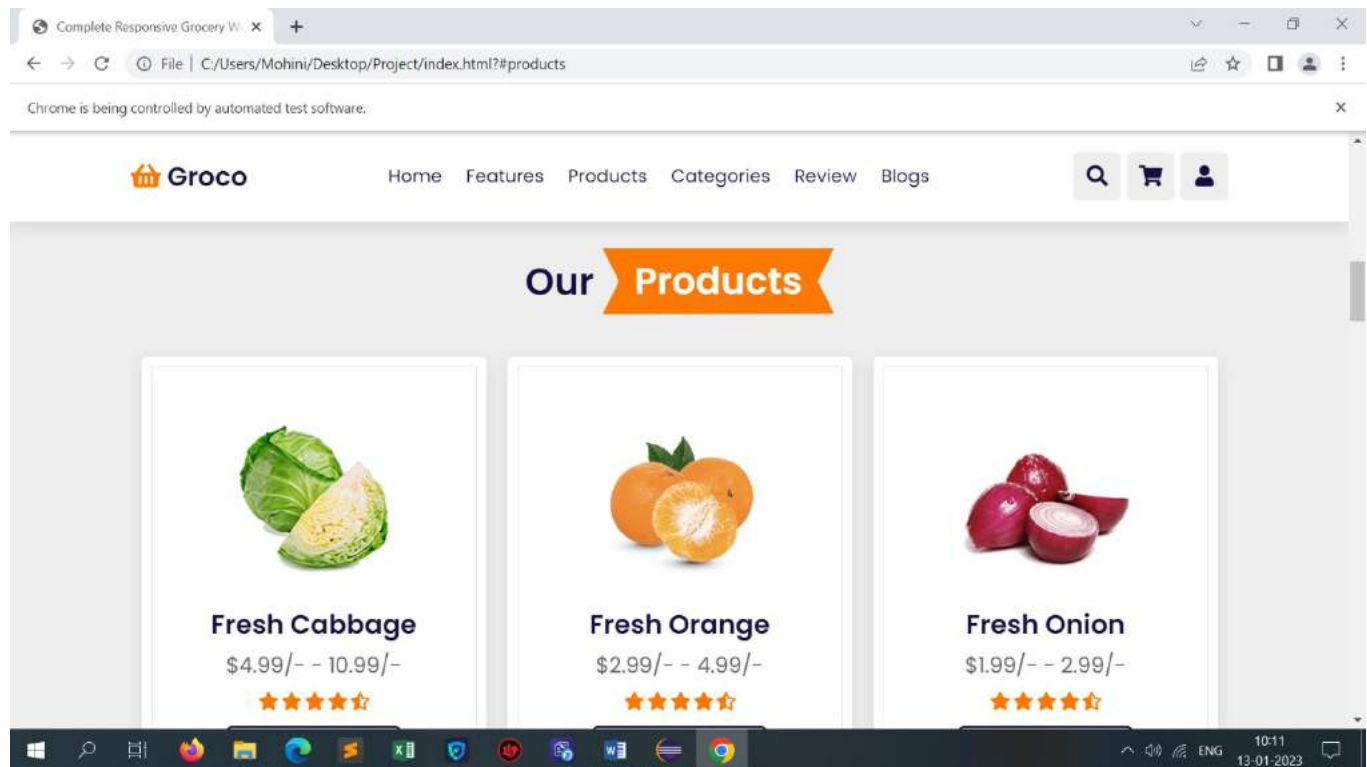 Complete Responsive Grocery W
File | C:/Users/Mohini/Desktop/Project/index.html?#products
Chrome is being controlled by automated test software.
Groco Home Features Products Categories Review Blogs
Our Products
Fresh Cabbage Fresh Orange Fresh Onion
$4.99/- - 10.99/- $2.99/- - 4.99/- $1.99/- - 2.99/-
ENG 10:11
13-01-2023